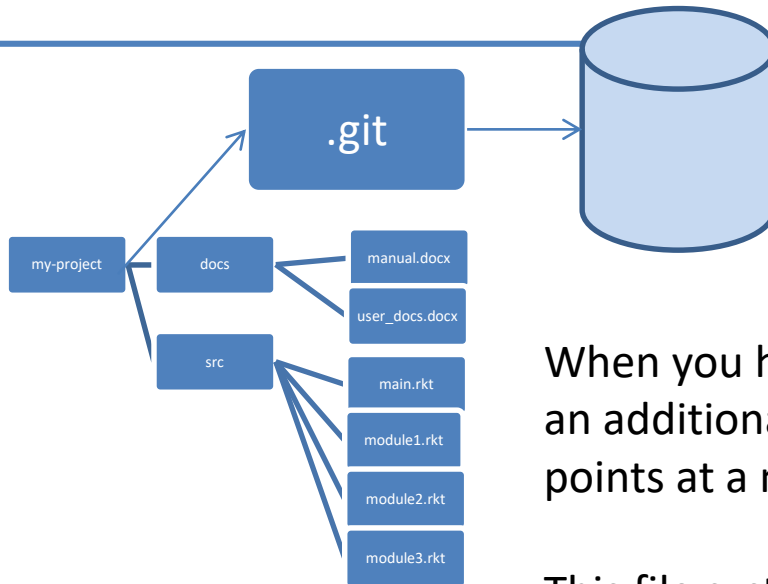 .git
my-project
docs
manual.docx
user_docs.docx
src
main.rkt
module1.rkt
module2.rkt
module3.rkt
When you h
an additiona
points at a